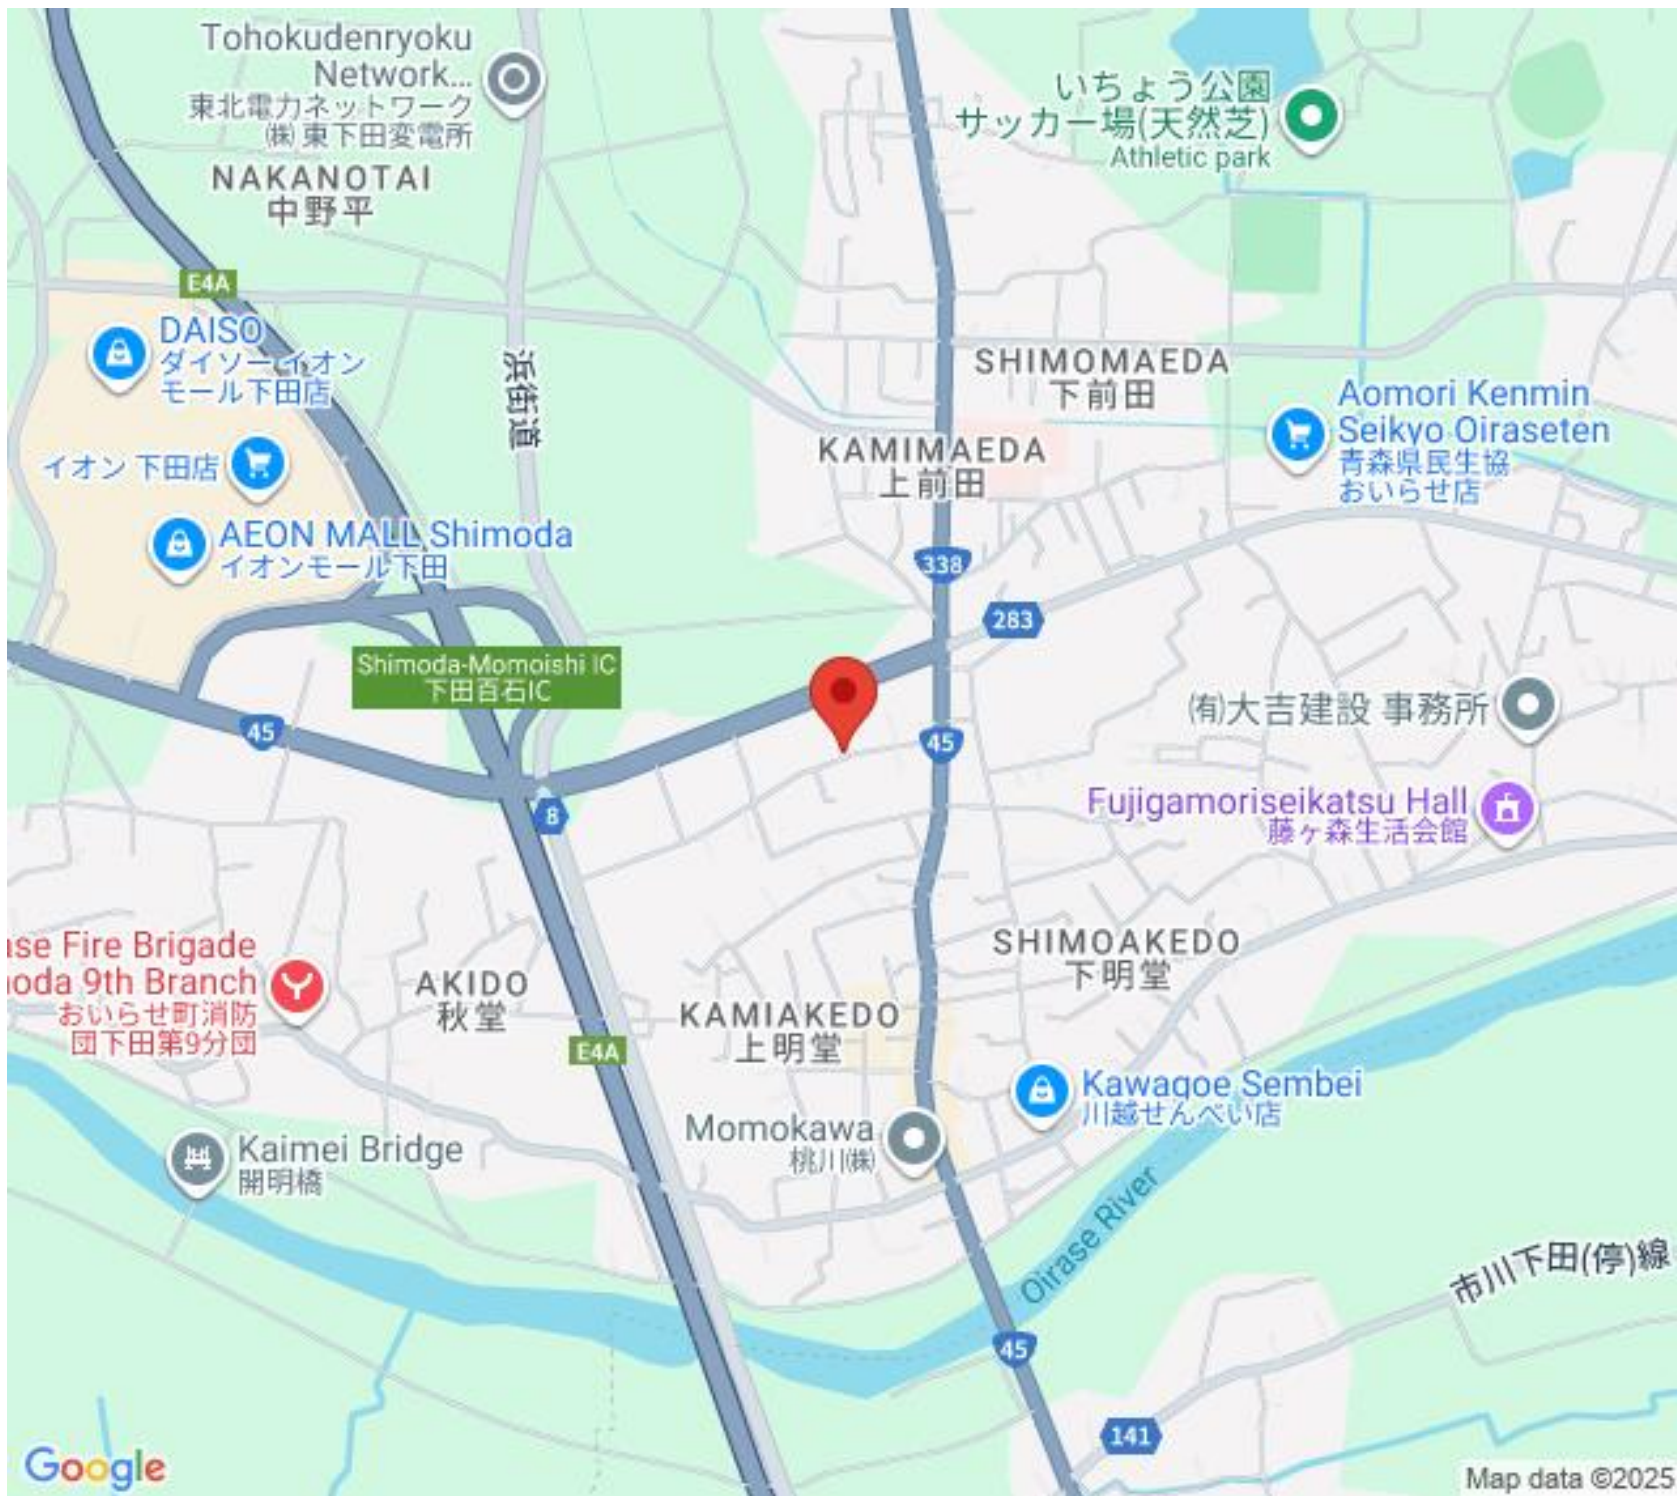 Tohokudenryoku
Network...
東北電力ネットワーク
㈱東下田変電所
いちょう公園
サッカー場(天然芝)
Athletic park
NAKANOTAI
中野平
E4A
DAISO
ダイソー イオン
モール下田店
浜街道
SHIMOMAEDA
下前田
Aomori Kenmin
Seikyo Oiraseten
青森県民生協
おいらせ店
イオン 下田店
KAMIMAEDA
上前田
AEON MALL Shimoda
イオンモール下田
338
283
Shimoda-Momoishi IC
下田百石IC
㈲大吉建設 事務所
45
45
8
Fujigamoriseikatsu Hall
藤ヶ森生活会館
ase Fire Brigade
noda 9th Branch
おいらせ町消防
団下田第9分団
AKIDO
秋堂
SHIMOAKEDO
下明堂
KAMIAKEDO
上明堂
E4A
Kawagoe Sembei
川越せんべい店
Momokawa
桃川㈱
Kaimei Bridge
開明橋
Oirase River
市川下田(停)線
45
141
Google
Map data ©2025